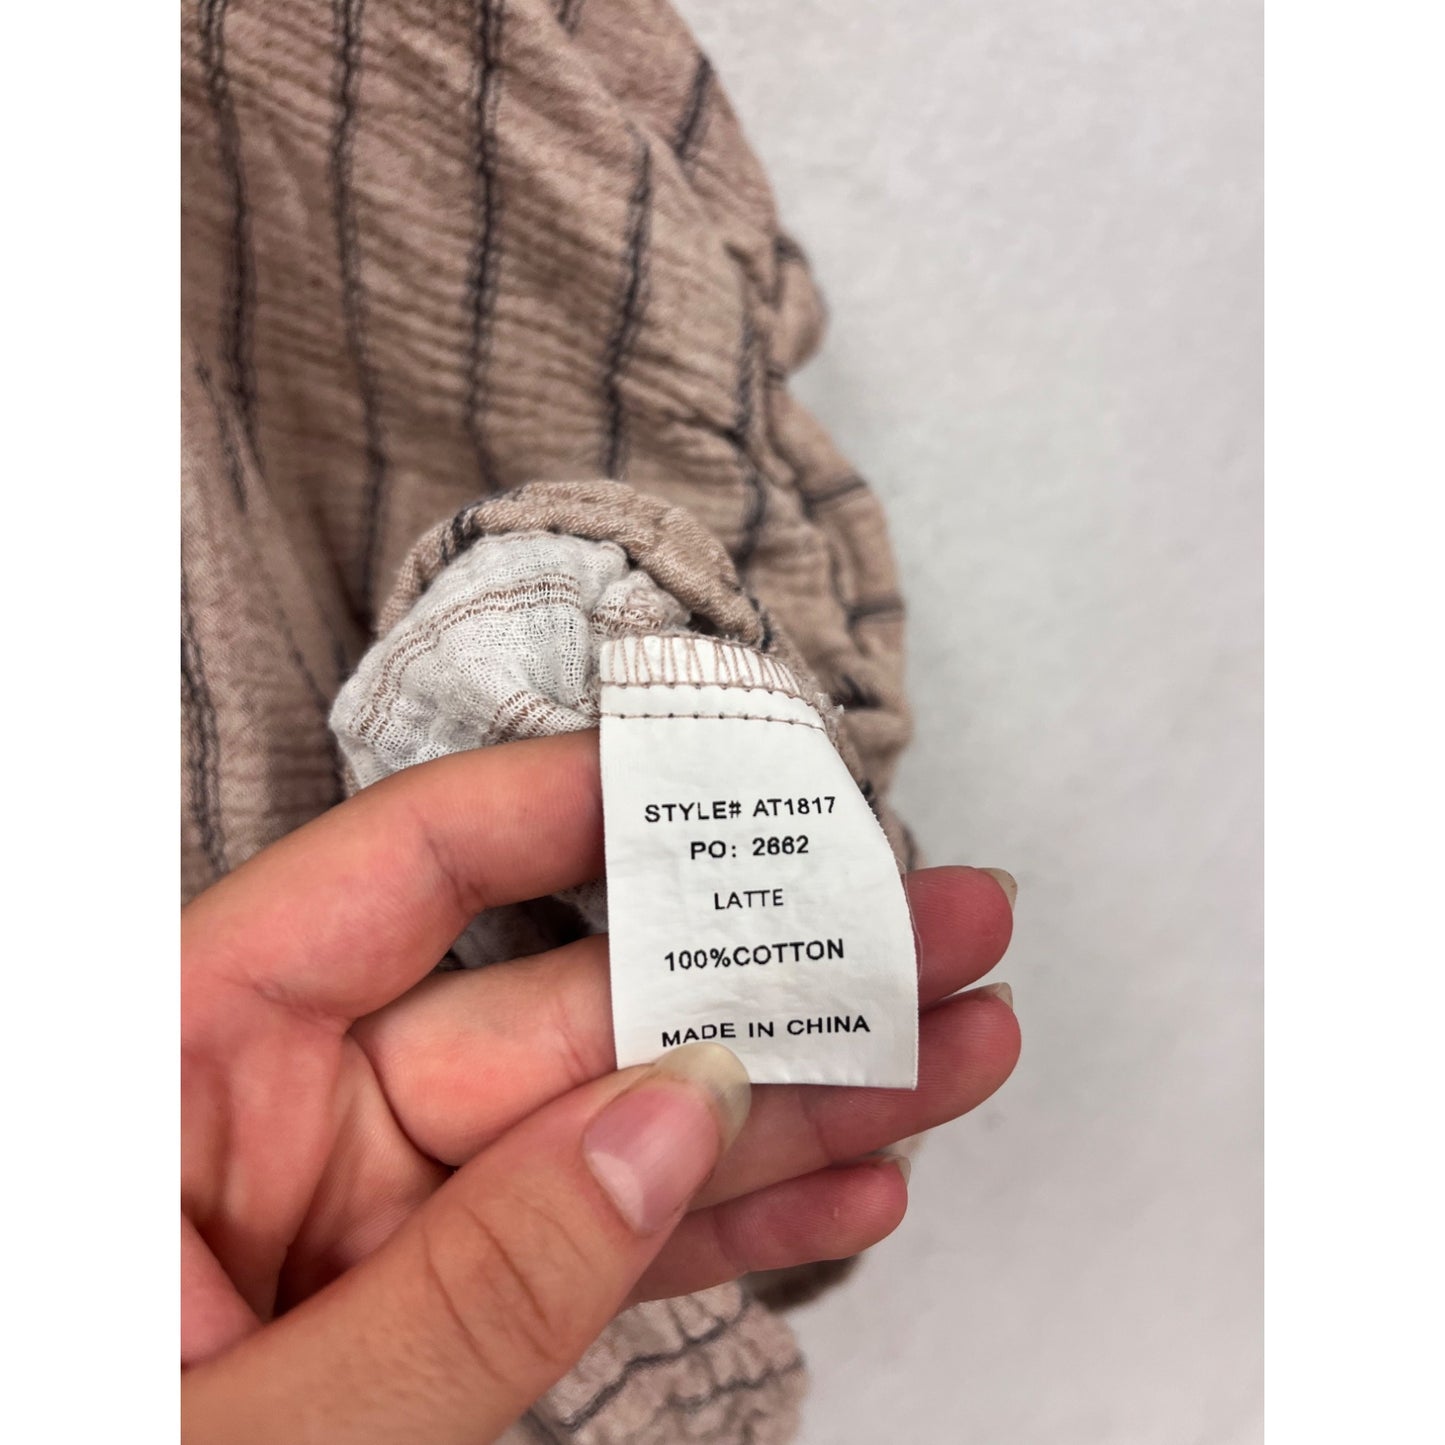 STYLE# AT1817
PO: 2662
LATTE
100%COTTON
MADE IN CHINA